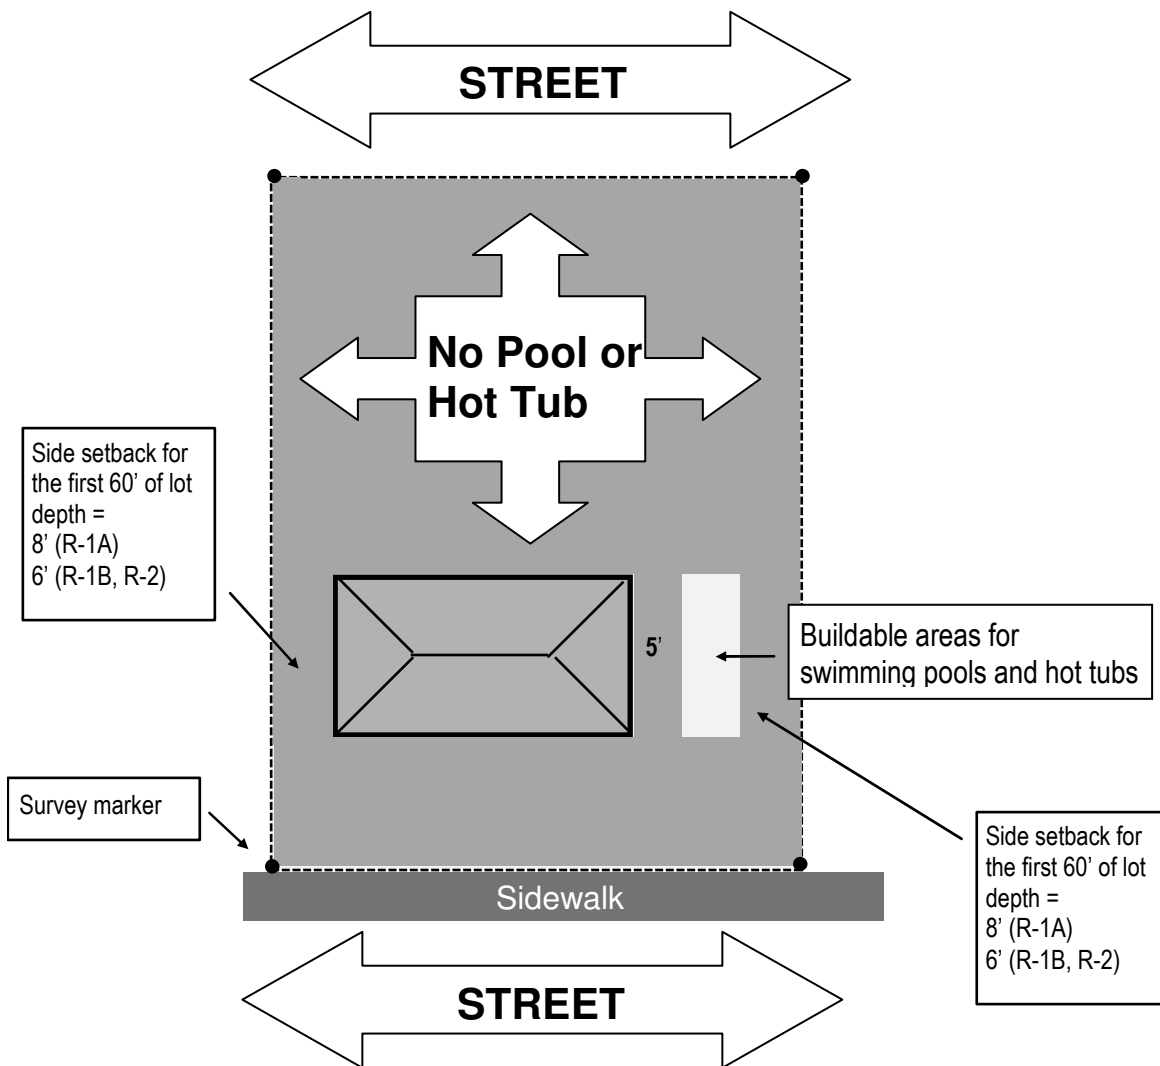 STREET
No Pool or
Hot Tub
Side setback for
the first 60’ of lot
depth =
8’ (R-1A)
6’ (R-1B, R-2)
5’
Buildable areas for
swimming pools and hot tubs
Survey marker
Side setback for
the first 60’ of lot
depth =
8’ (R-1A)
6’ (R-1B, R-2)
Sidewalk
STREET